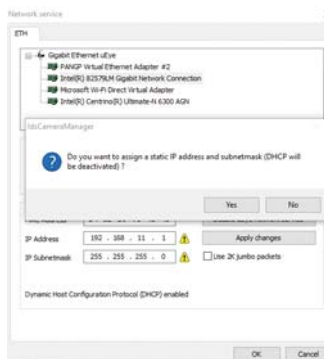 Network service
ETH
Gigabit Ethernet uEye
PANGP Virtual Ethernet Adapter #2
Intel(R) 82579LM Gigabit Network Connection
Microsoft Wi-Fi Direct Virtual Adapter
Intel(R) Centrino(R) Ultimate-N 6300 AGN
IdsCameraManager
Do you want to assign a static IP address and subnetmask (DHCP will
be deactivated) ?
Yes No
IP Address 192 . 168 . 11 . 1 Apply changes
IP Subnetmask 255 . 255 . 255 . 0 Use 2K jumbo packets
Dynamic Host Configuration Protocol (DHCP) enabled
OK Cancel